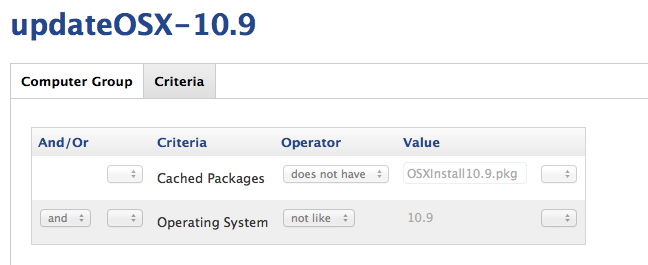 updateOSX-10.9
Computer Group Criteria
And/Or Criteria Operator Value
Cached Packages does not have OSXInstall10.9.pkg
and Operating System not like 10.9